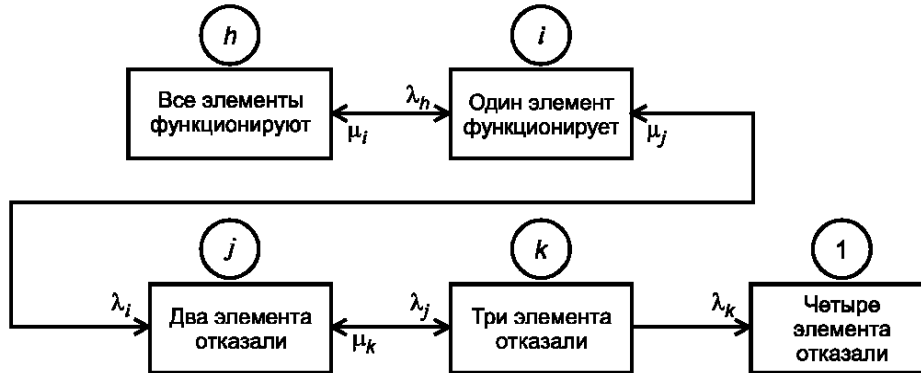 h
i
Все элементы
функционируют
λh
μi
Один элемент
функционирует
μj
j
k
1
λi
Два элемента
отказали
λj
μk
Три элемента
отказали
λk
Четыре
элемента
отказали